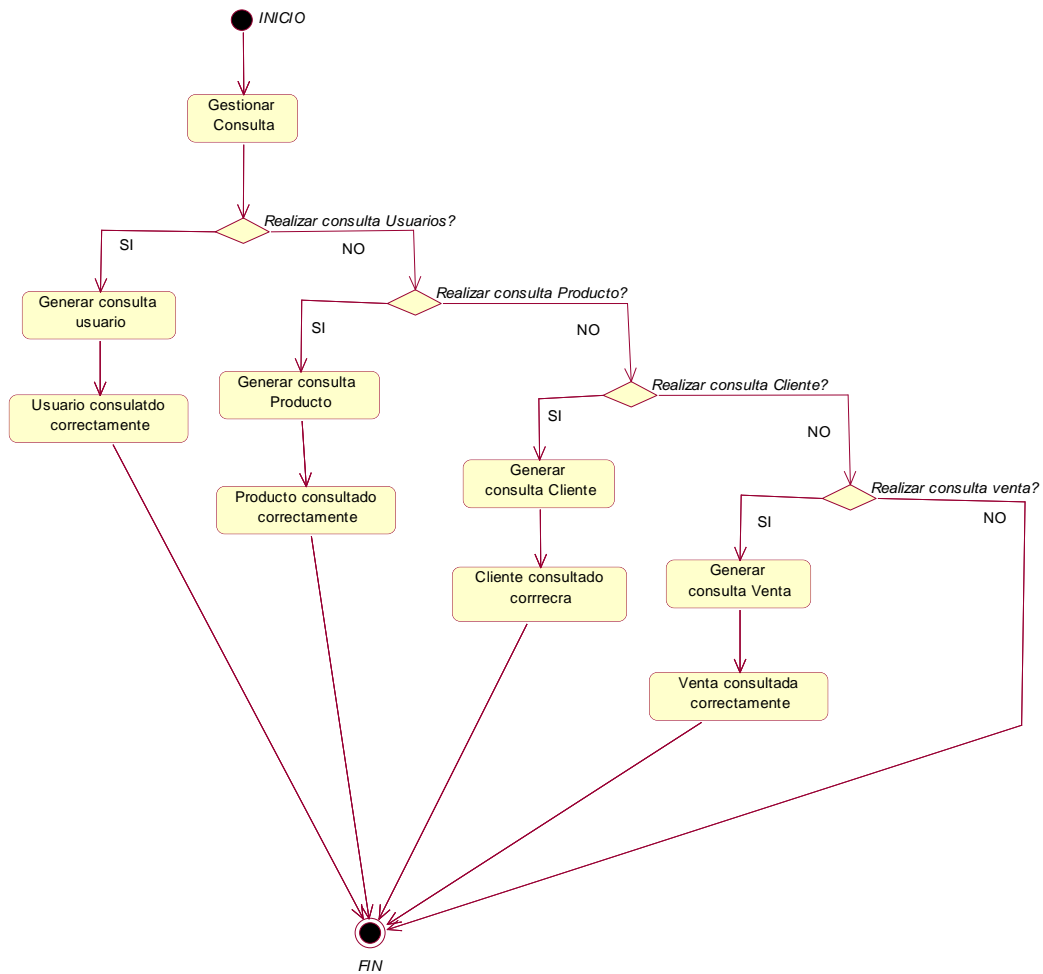 INICIO
Gestionar
Consulta
Realizar consulta Usuarios?
SI
NO
Generar consulta
usuario
Realizar consulta Producto?
SI
NO
Usuario consulatdo
correctamente
Generar consulta
Producto
Realizar consulta Cliente?
SI
NO
Generar
consulta Cliente
Producto consultado
correctamente
Realizar consulta venta?
SI
NO
Cliente consultado
corrrecra
Generar
consulta Venta
Venta consultada
correctamente
FIN